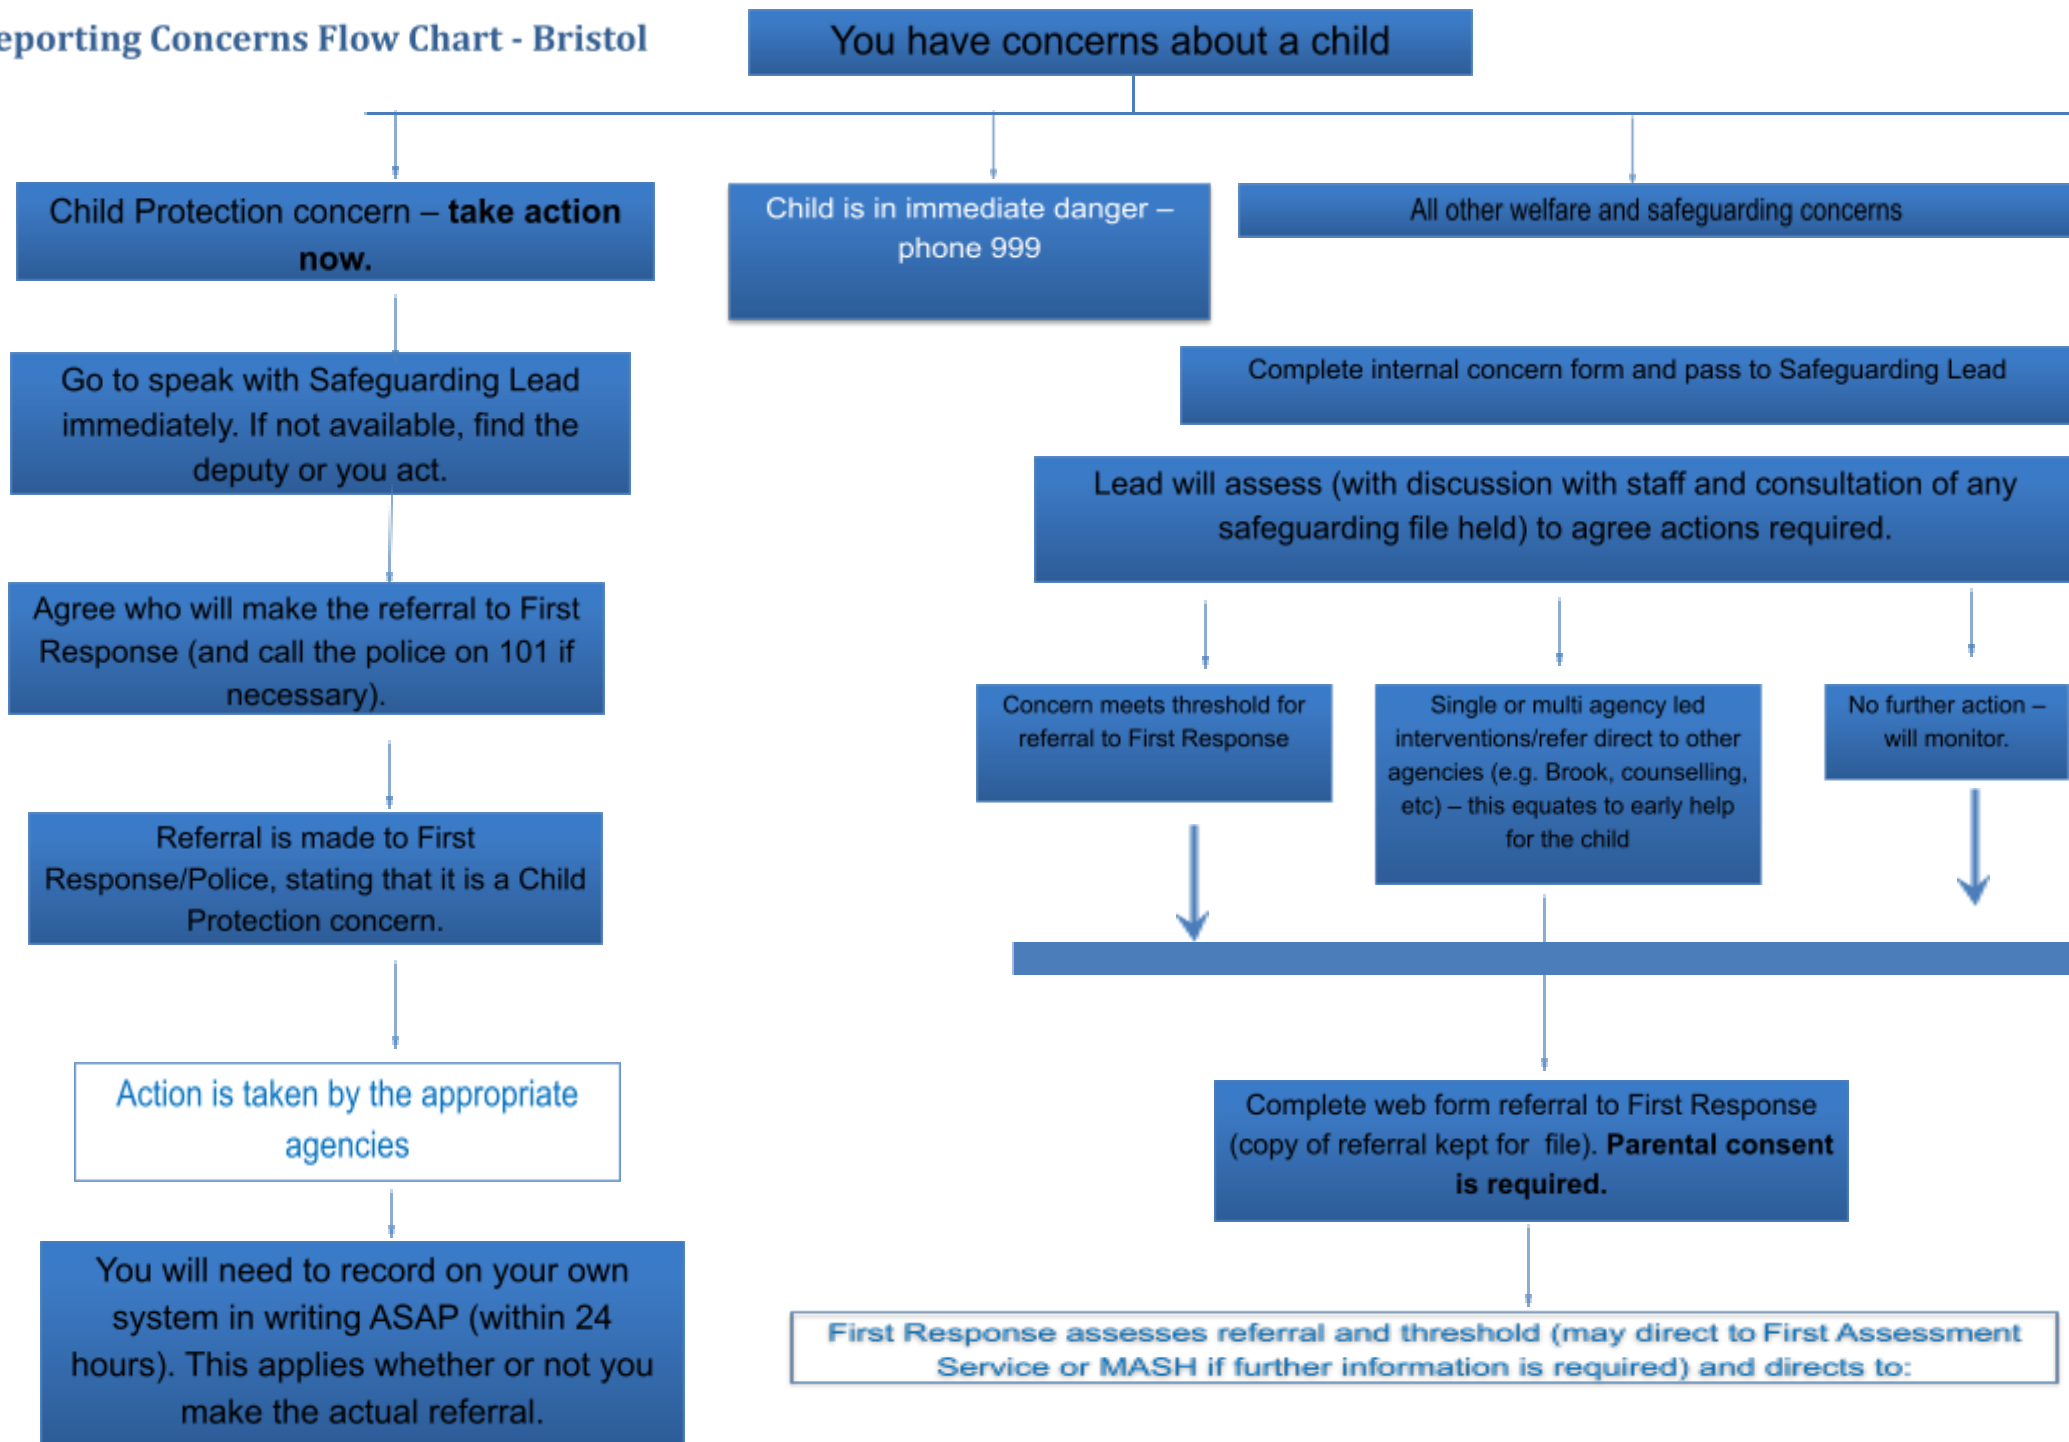 eporting Concerns Flow Chart - Bristol
You have concerns about a child
Child Protection concern – take action
now.
Child is in immediate danger –
phone 999
All other welfare and safeguarding concerns
Go to speak with Safeguarding Lead
immediately. If not available, find the
deputy or you act.
Complete internal concern form and pass to Safeguarding Lead
Lead will assess (with discussion with staff and consultation of any
safeguarding file held) to agree actions required.
Agree who will make the referral to First
Response (and call the police on 101 if
necessary).
Concern meets threshold for
referral to First Response
Single or multi agency led
interventions/refer direct to other
agencies (e.g. Brook, counselling,
etc) – this equates to early help
for the child
No further action –
will monitor.
Referral is made to First
Response/Police, stating that it is a Child
Protection concern.
Action is taken by the appropriate
agencies
Complete web form referral to First Response
(copy of referral kept for  file). Parental consent
is required.
You will need to record on your own
system in writing ASAP (within 24
hours). This applies whether or not you
make the actual referral.
First Response assesses referral and threshold (may direct to First Assessment
Service or MASH if further information is required) and directs to: